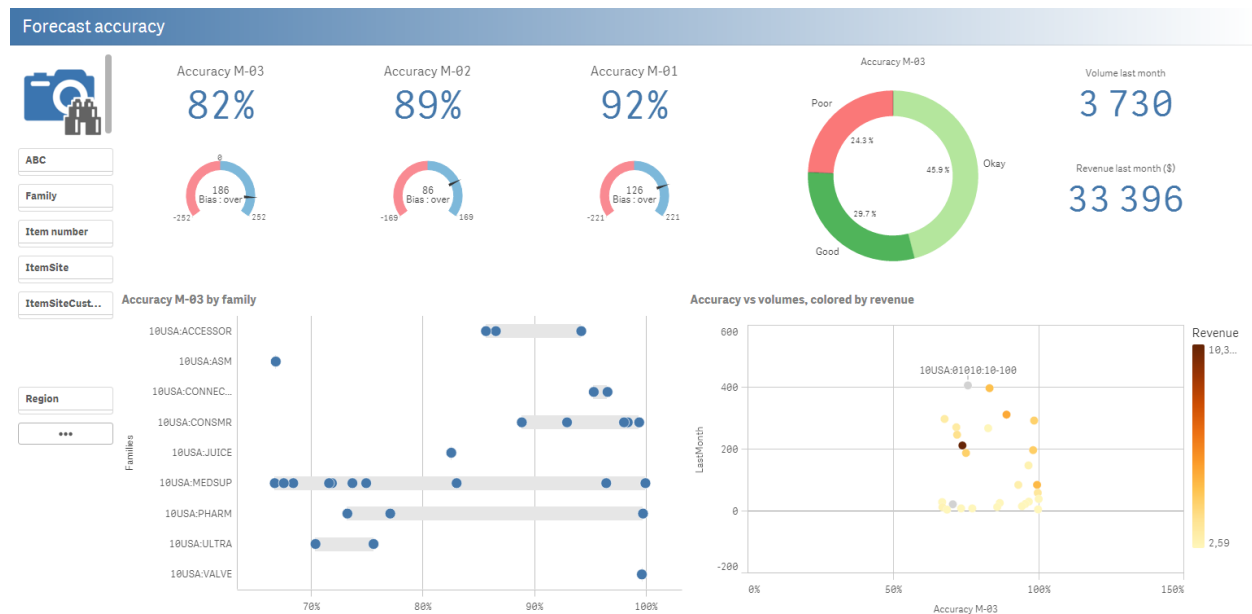 Forecast accuracy
Accuracy M-03
82%
Accuracy M-02
89%
Accuracy M-01
92%
Accuracy M-03
Volume last month
3 730
Revenue last month ($)
33 396
0
186
Bias : over
-252
252
86
Bias : over
-169
169
126
Bias : over
-221
221
Poor
24.3 %
45.9 %
Okay
29.7 %
Good
ABC
Family
Item number
ItemSite
ItemSiteCust...
Region
•••
Accuracy M-03 by family
Families
10USA:ACCESSOR
10USA:ASM
10USA:CONNEC...
10USA:CONSMR
10USA:JUICE
10USA:MEDSUP
10USA:PHARM
10USA:ULTRA
10USA:VALVE
70%
80%
90%
100%
Accuracy vs volumes, colored by revenue
LastMonth
600
400
200
0
-200
10USA:01010:10-100
0%
50%
100%
150%
Accuracy M-03
Revenue
10,3...
2,59